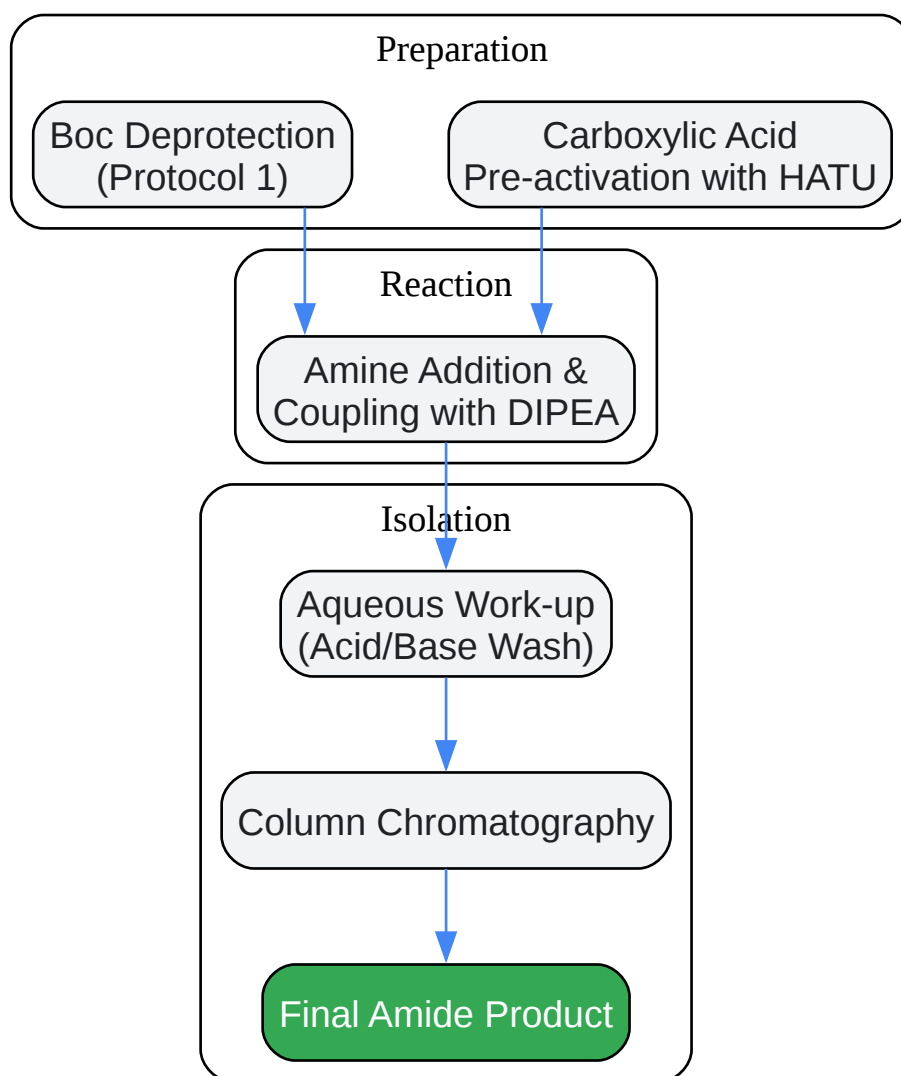 Preparation
Boc Deprotection
(Protocol 1)
Carboxylic Acid
Pre-activation with HATU
Reaction
Amine Addition &
Coupling with DIPEA
Isolation
Aqueous Work-up
(Acid/Base Wash)
Column Chromatography
Final Amide Product